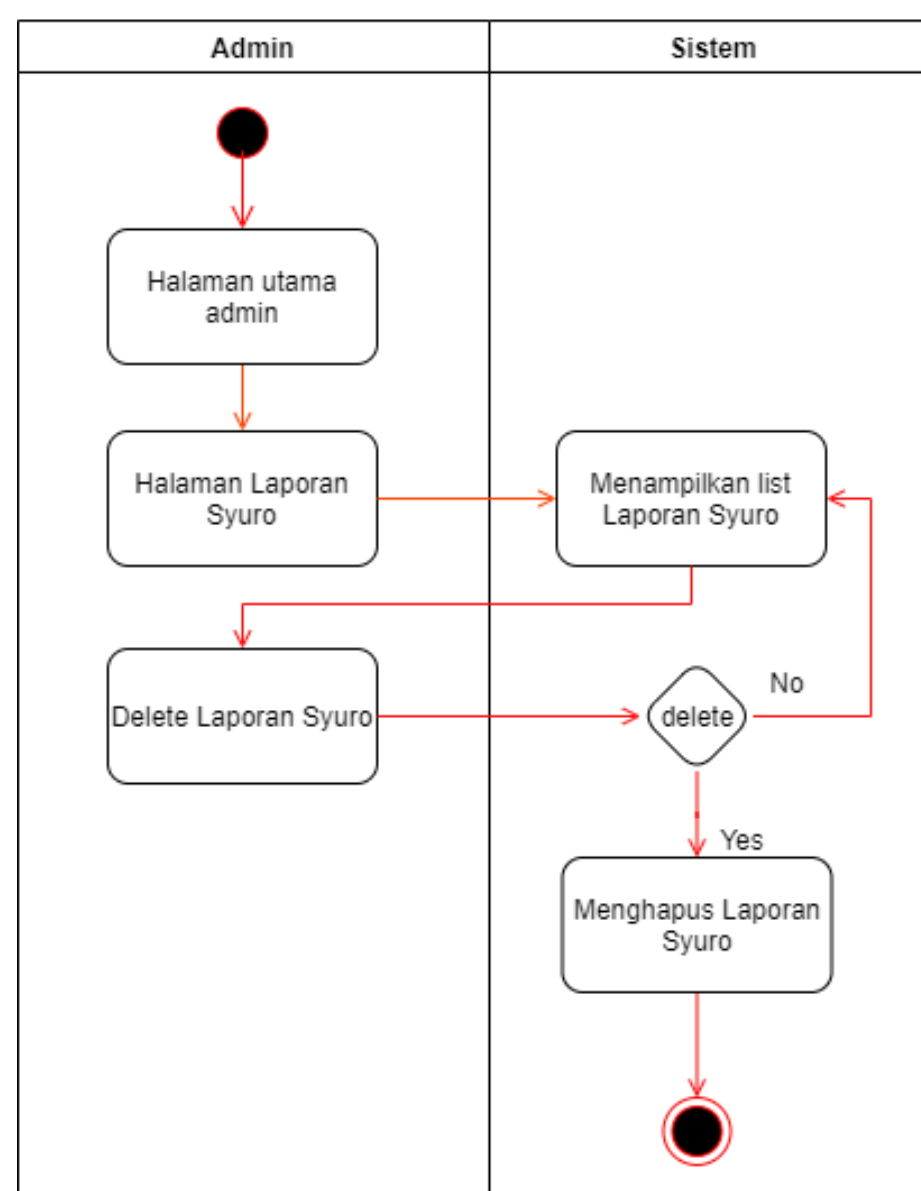 Admin
Sistem
Halaman utama
admin
Halaman Laporan
Syuro
Menampilkan list
Laporan Syuro
Delete Laporan Syuro
delete
No
Yes
Menghapus Laporan
Syuro